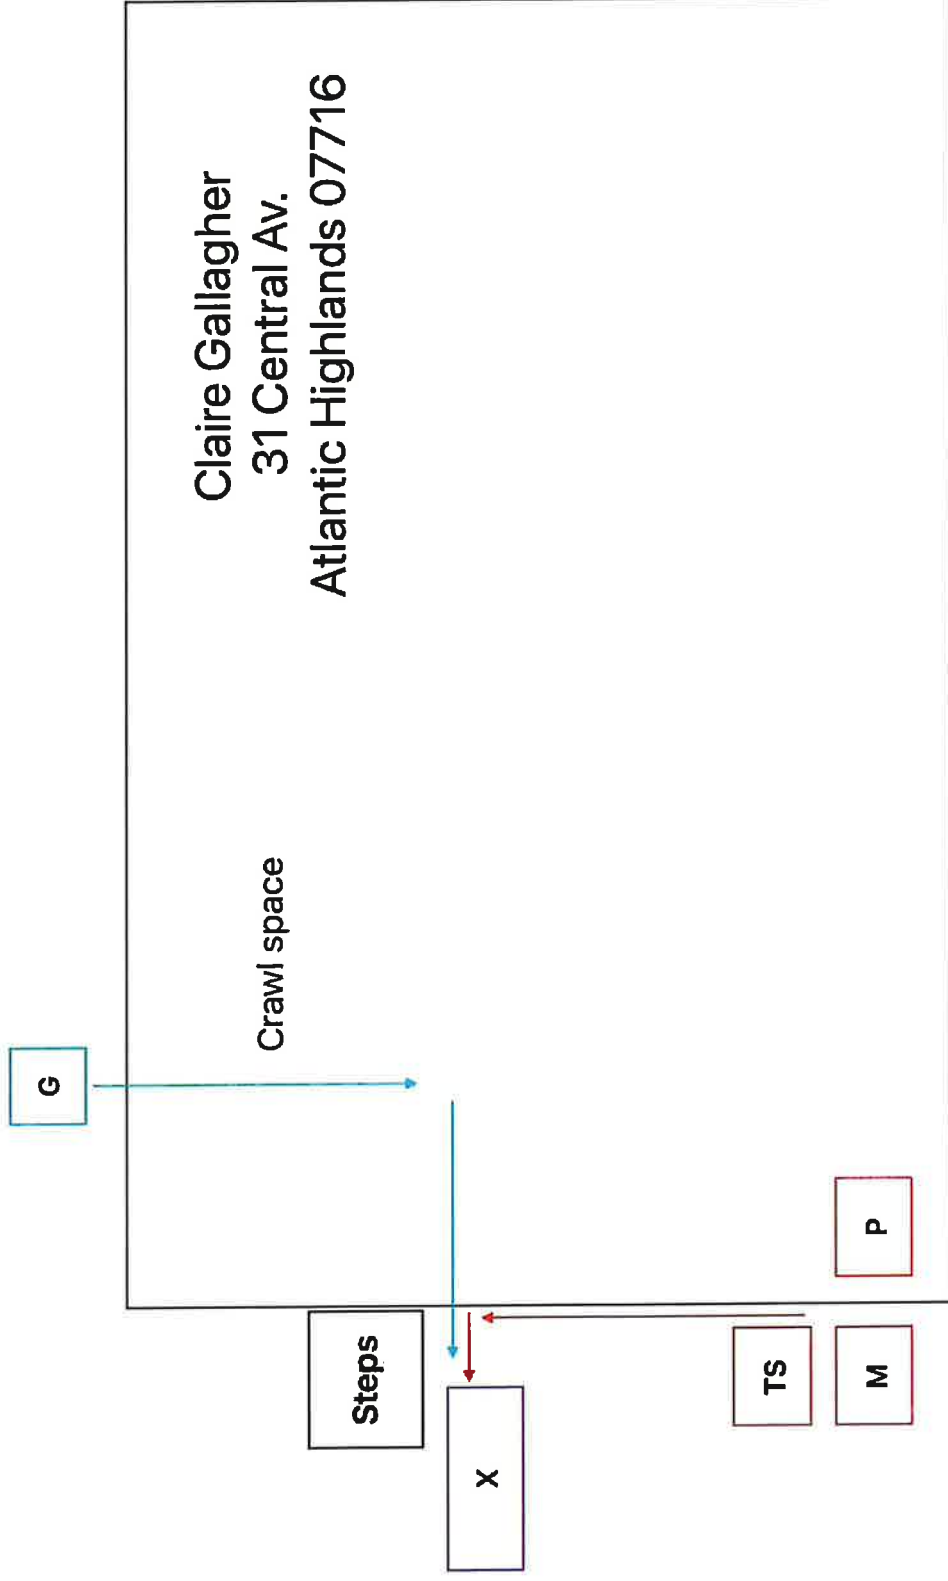 Claire Gallagher
31 Central Av.
Atlantic Highlands 07716
G
Crawl space
Steps
X
TS
M
P